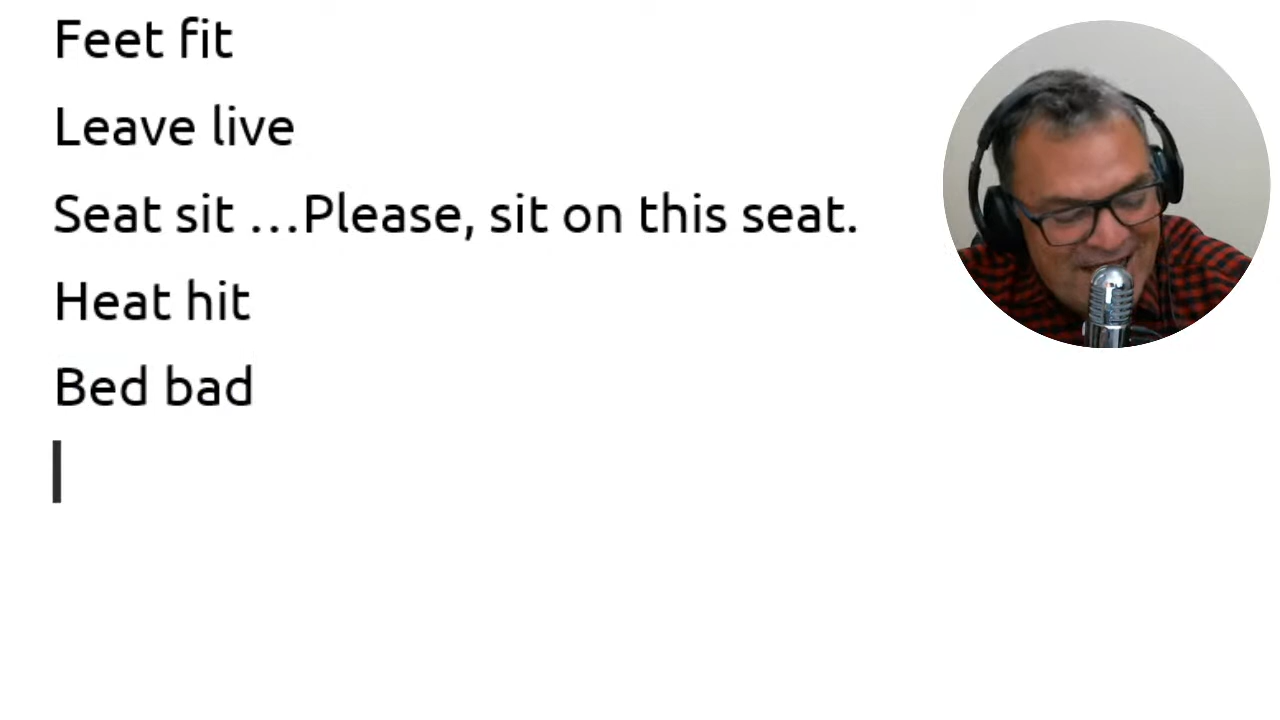 Feet fit
Leave live
Seat sit …Please, sit on this seat.
Heat hit
Bed bad